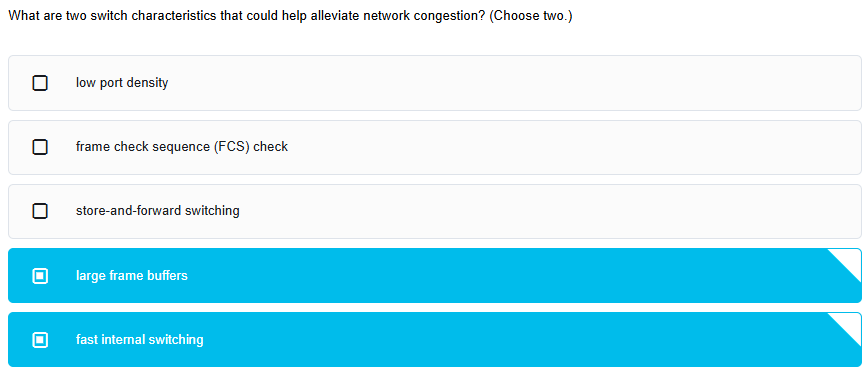 What are two switch characteristics that could help alleviate network congestion? (Choose two.)
low port density
frame check sequence (FCS) check
store-and-forward switching
large frame buffers
fast internal switching